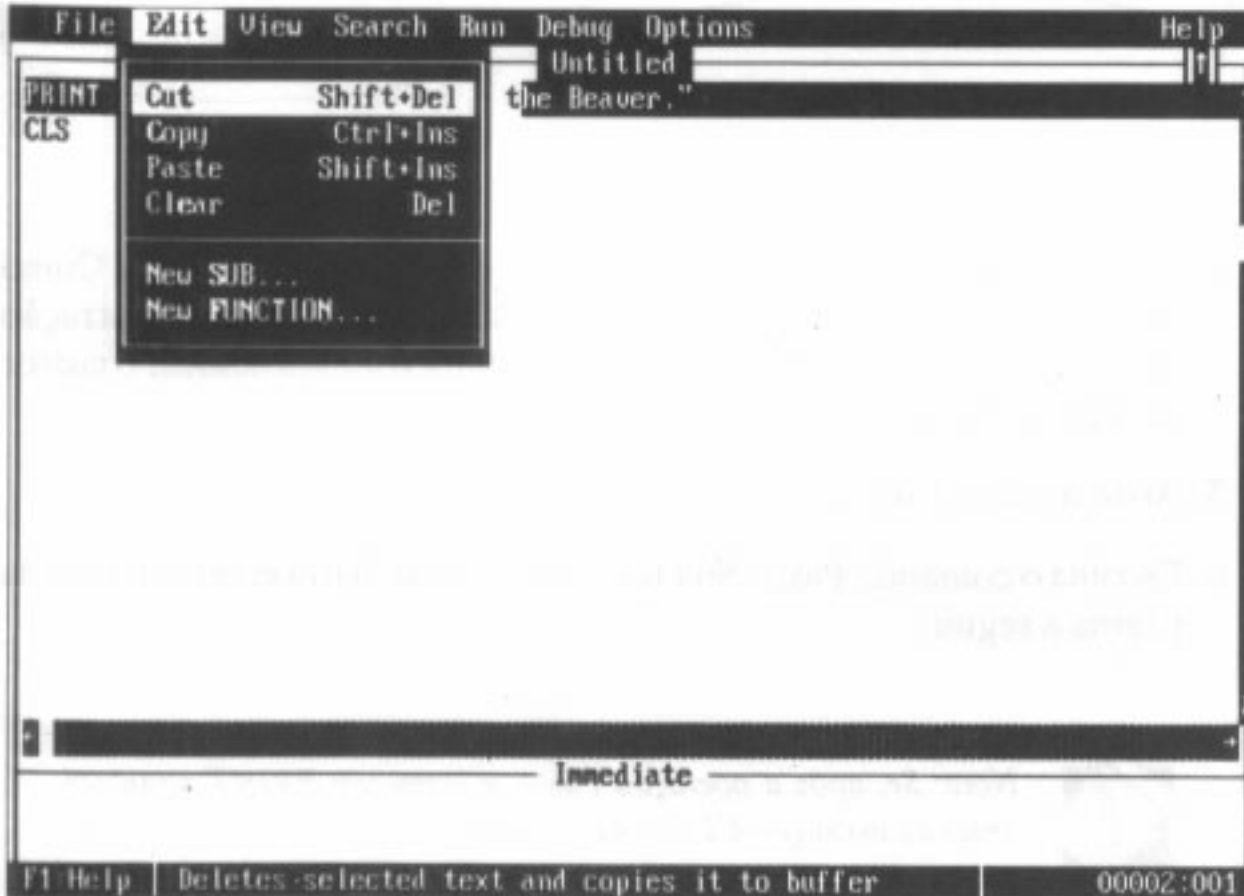 File Edit View Search Run Debug Options Help
Untitled
PRINT the Beaver."
CLS
Cut Shift+Del
Copy Ctrl+Ins
Paste Shift+Ins
Clear Del
New SUB...
New FUNCTION...
Immediate
F1 Help Deletes selected text and copies it to buffer 00002:001